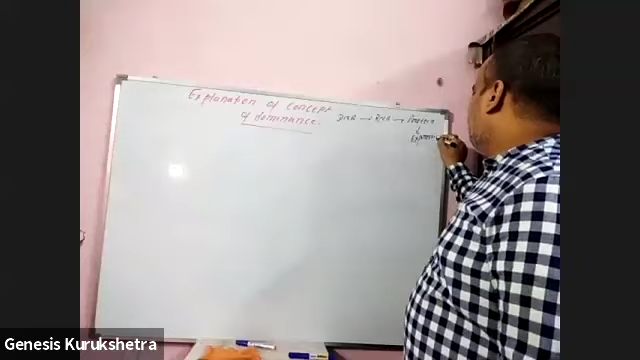 Explanation of concept
of dominance.
DNA → RNA → Protein
↓
Genesis Kurukshetra